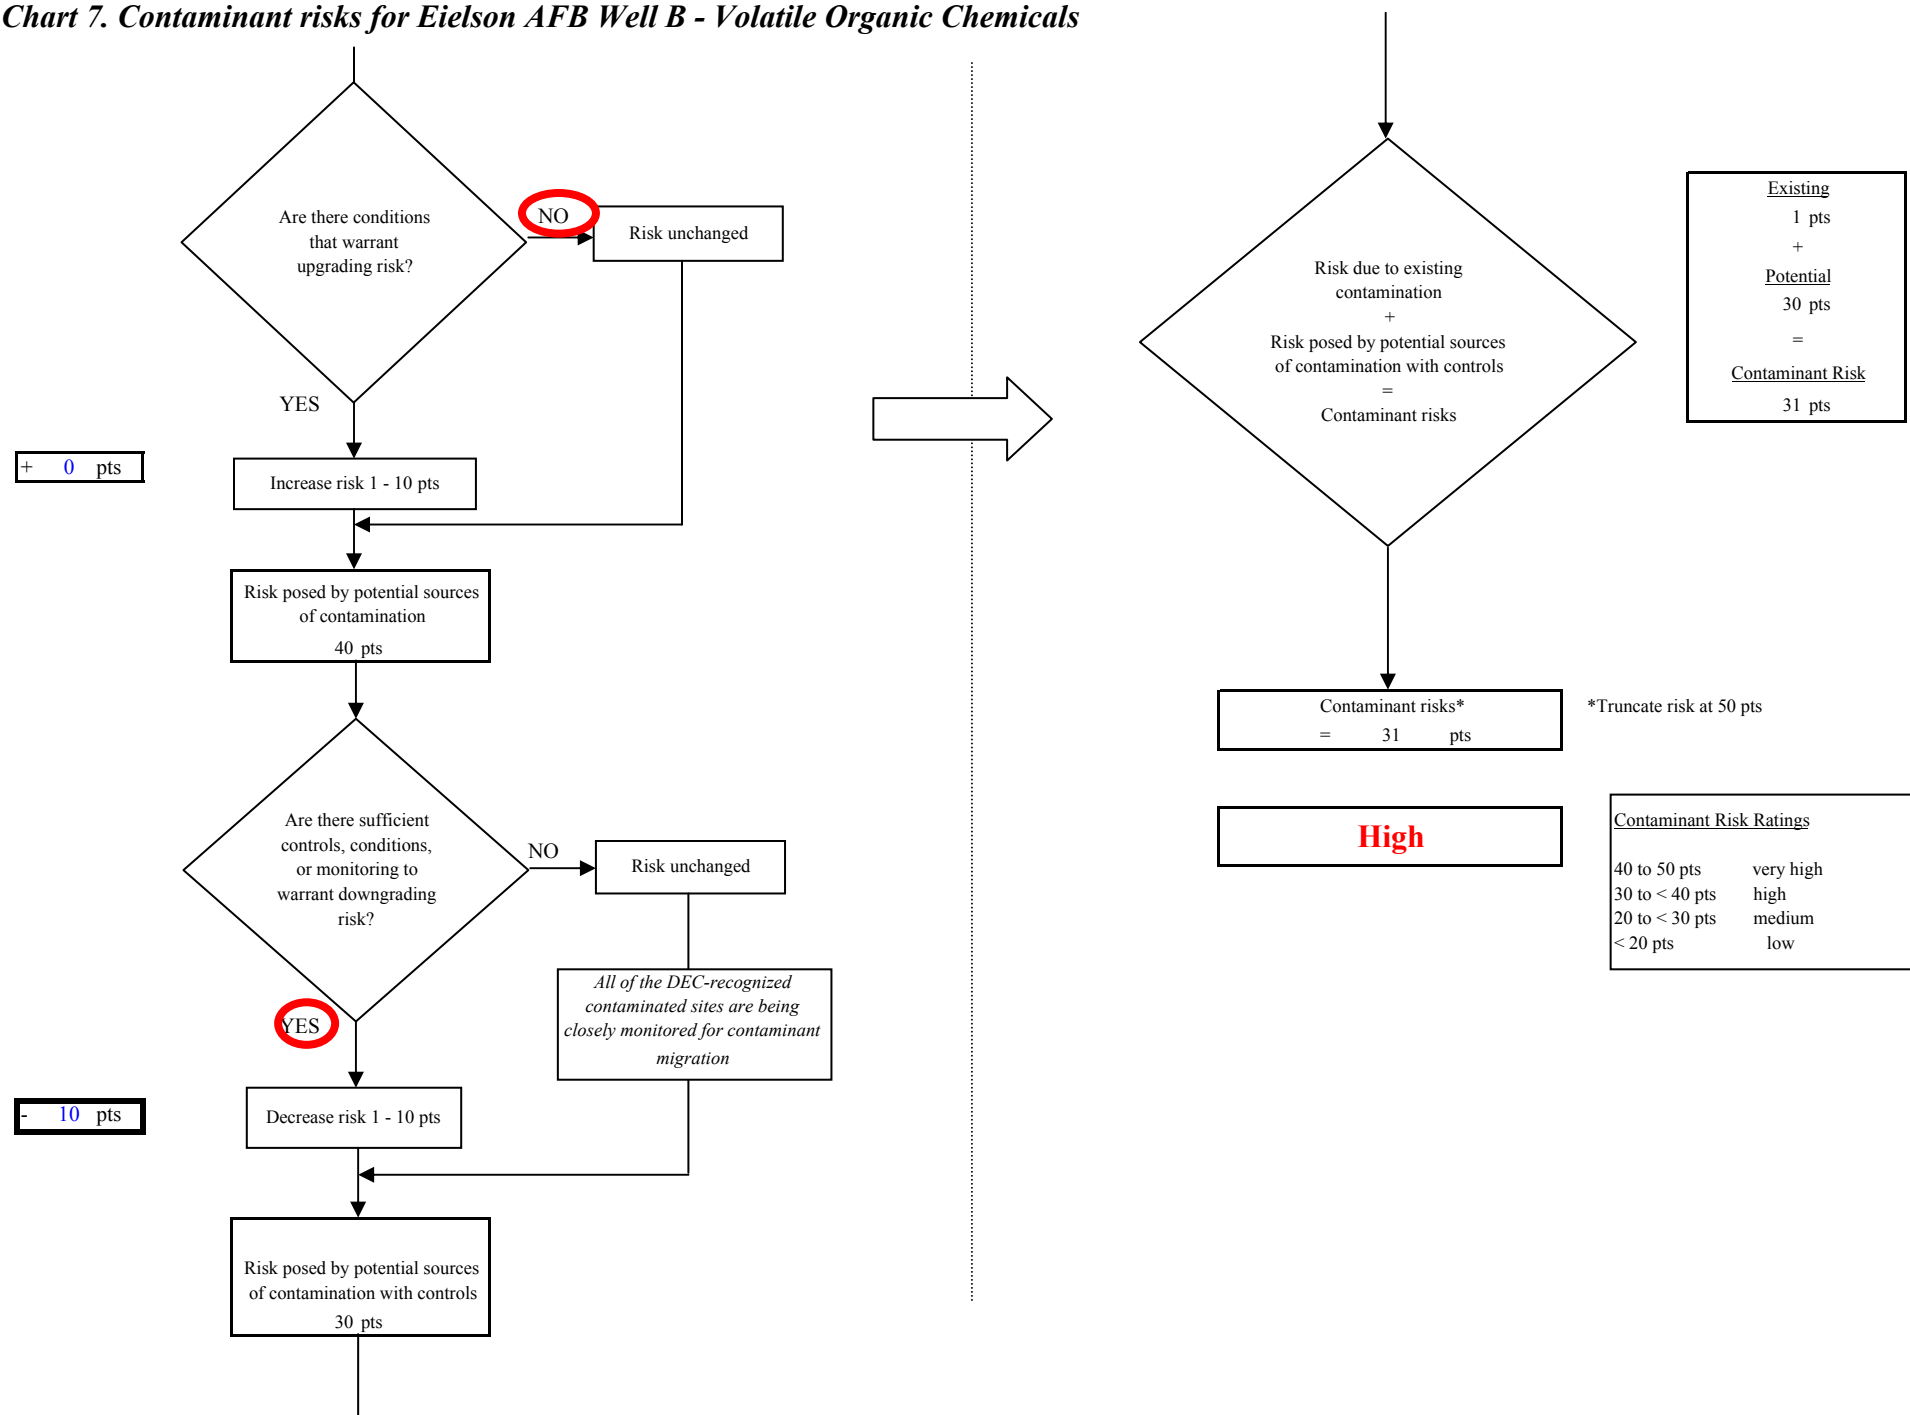 Chart 7. Contaminant risks for Eielson AFB Well B - Volatile Organic Chemicals
Are there conditions
that warrant
upgrading risk?
NO
Risk unchanged
YES
+ 0 pts
Increase risk 1 - 10 pts
Risk posed by potential sources
of contamination
40 pts
Are there sufficient
controls, conditions,
or monitoring to
warrant downgrading
risk?
NO
Risk unchanged
All of the DEC-recognized
contaminated sites are being
closely monitored for contaminant
migration
YES
- 10 pts
Decrease risk 1 - 10 pts
Risk posed by potential sources
of contamination with controls
30 pts
Risk due to existing
contamination
+
Risk posed by potential sources
of contamination with controls
=
Contaminant risks
Existing
1 pts
+
Potential
30 pts
=
Contaminant Risk
31 pts
Contaminant risks*
= 31 pts
*Truncate risk at 50 pts
High
Contaminant Risk Ratings
40 to 50 pts very high
30 to < 40 pts high
20 to < 30 pts medium
< 20 pts low